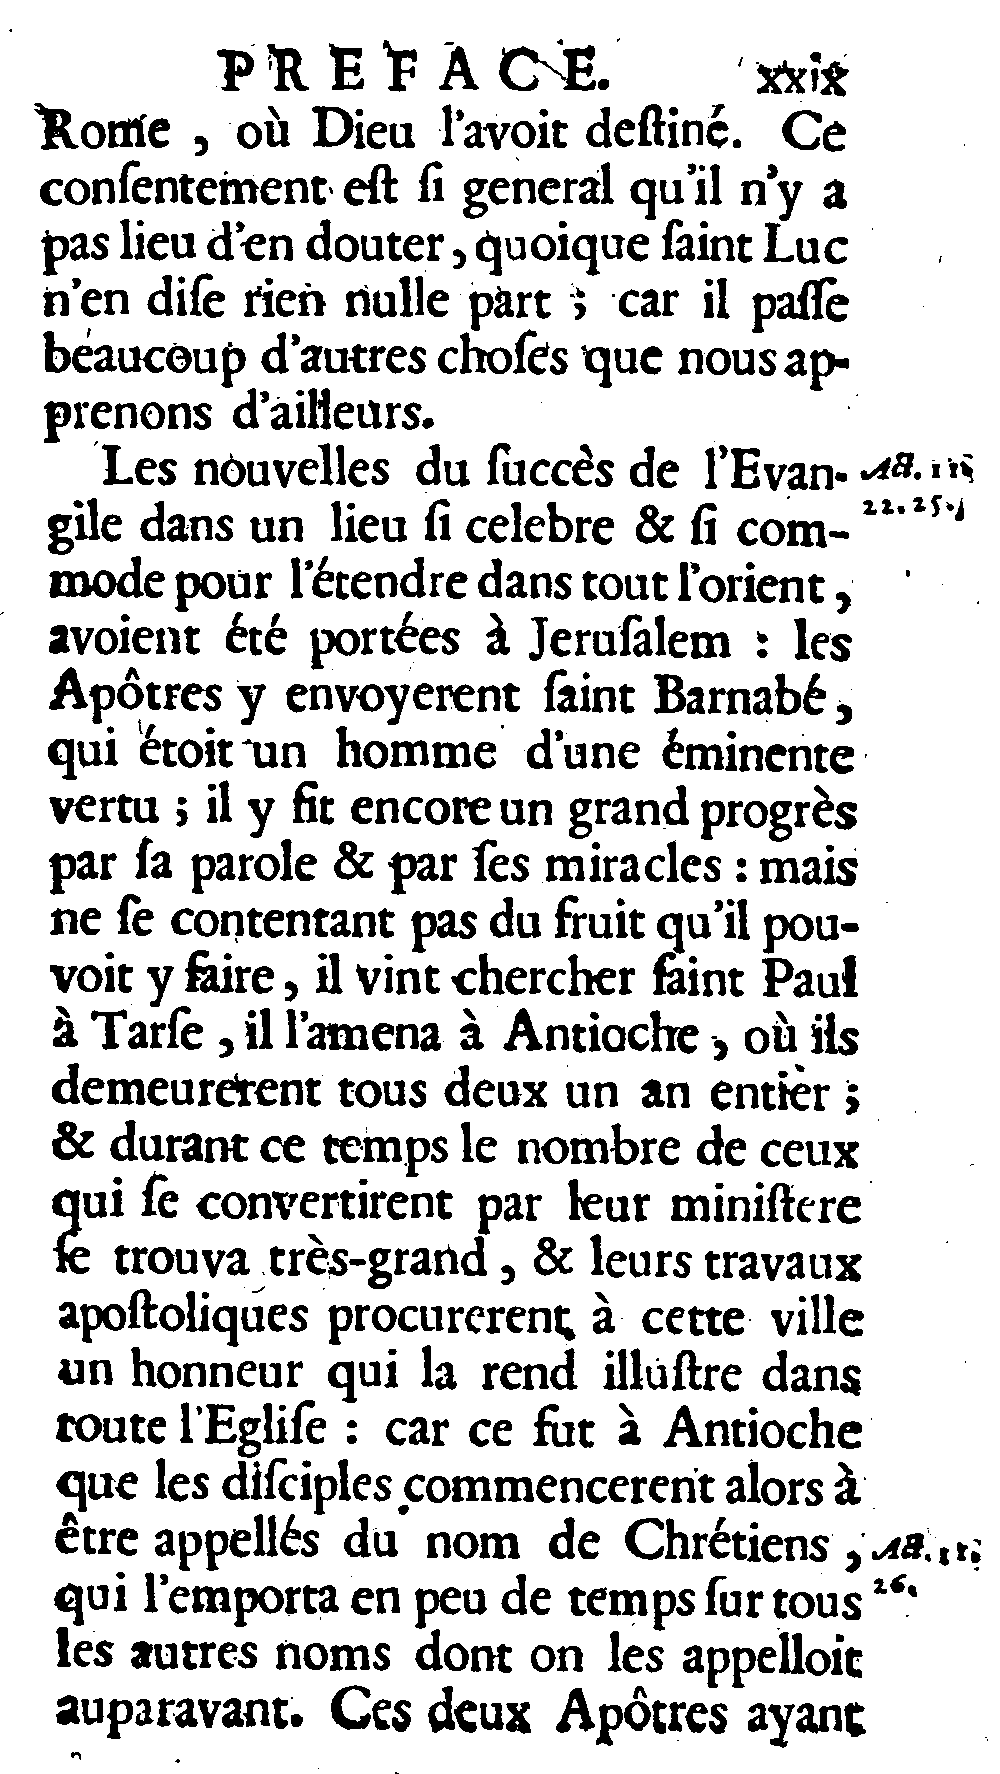 PREFACE. xxix
Rome , où Dieu l'avoit deſtiné. Ce
conſentement eſt ſi general qu'il n'y a
pas lieu d'en douter, quoique ſaint Luc
n'en diſe rien nulle part ; car il paſſe
beaucoup d'autres choſes que nous ap-
prenons d'ailleurs.
Les nouvelles du ſuccès de l'Evan-
Act. 11.
gile dans un lieu ſi celebre & ſi com-
22. 25.
mode pour l'étendre dans tout l'orient,
avoient été portées à Jeruſalem : les
Apôtres y envoyerent ſaint Barnabé,
qui étoit un homme d'une éminente
vertu ; il y fit encore un grand progrès
par ſa parole & par ſes miracles : mais
ne ſe contentant pas du fruit qu'il pou-
voit y faire, il vint chercher ſaint Paul
à Tarſe , il l'amena à Antioche , où ils
demeurerent tous deux un an entier ;
& durant ce temps le nombre de ceux
qui ſe convertirent par leur miniſtere
ſe trouva très-grand , & leurs travaux
apoſtoliques procurerent à cette ville
un honneur qui la rend illuſtre dans
toute l'Egliſe : car ce fut à Antioche
que les diſciples commencerent alors à
être appellés du nom de Chrétiens ,
Act. 11.
qui l'emporta en peu de temps ſur tous
26.
les autres noms dont on les appelloit
auparavant. Ces deux Apôtres ayant